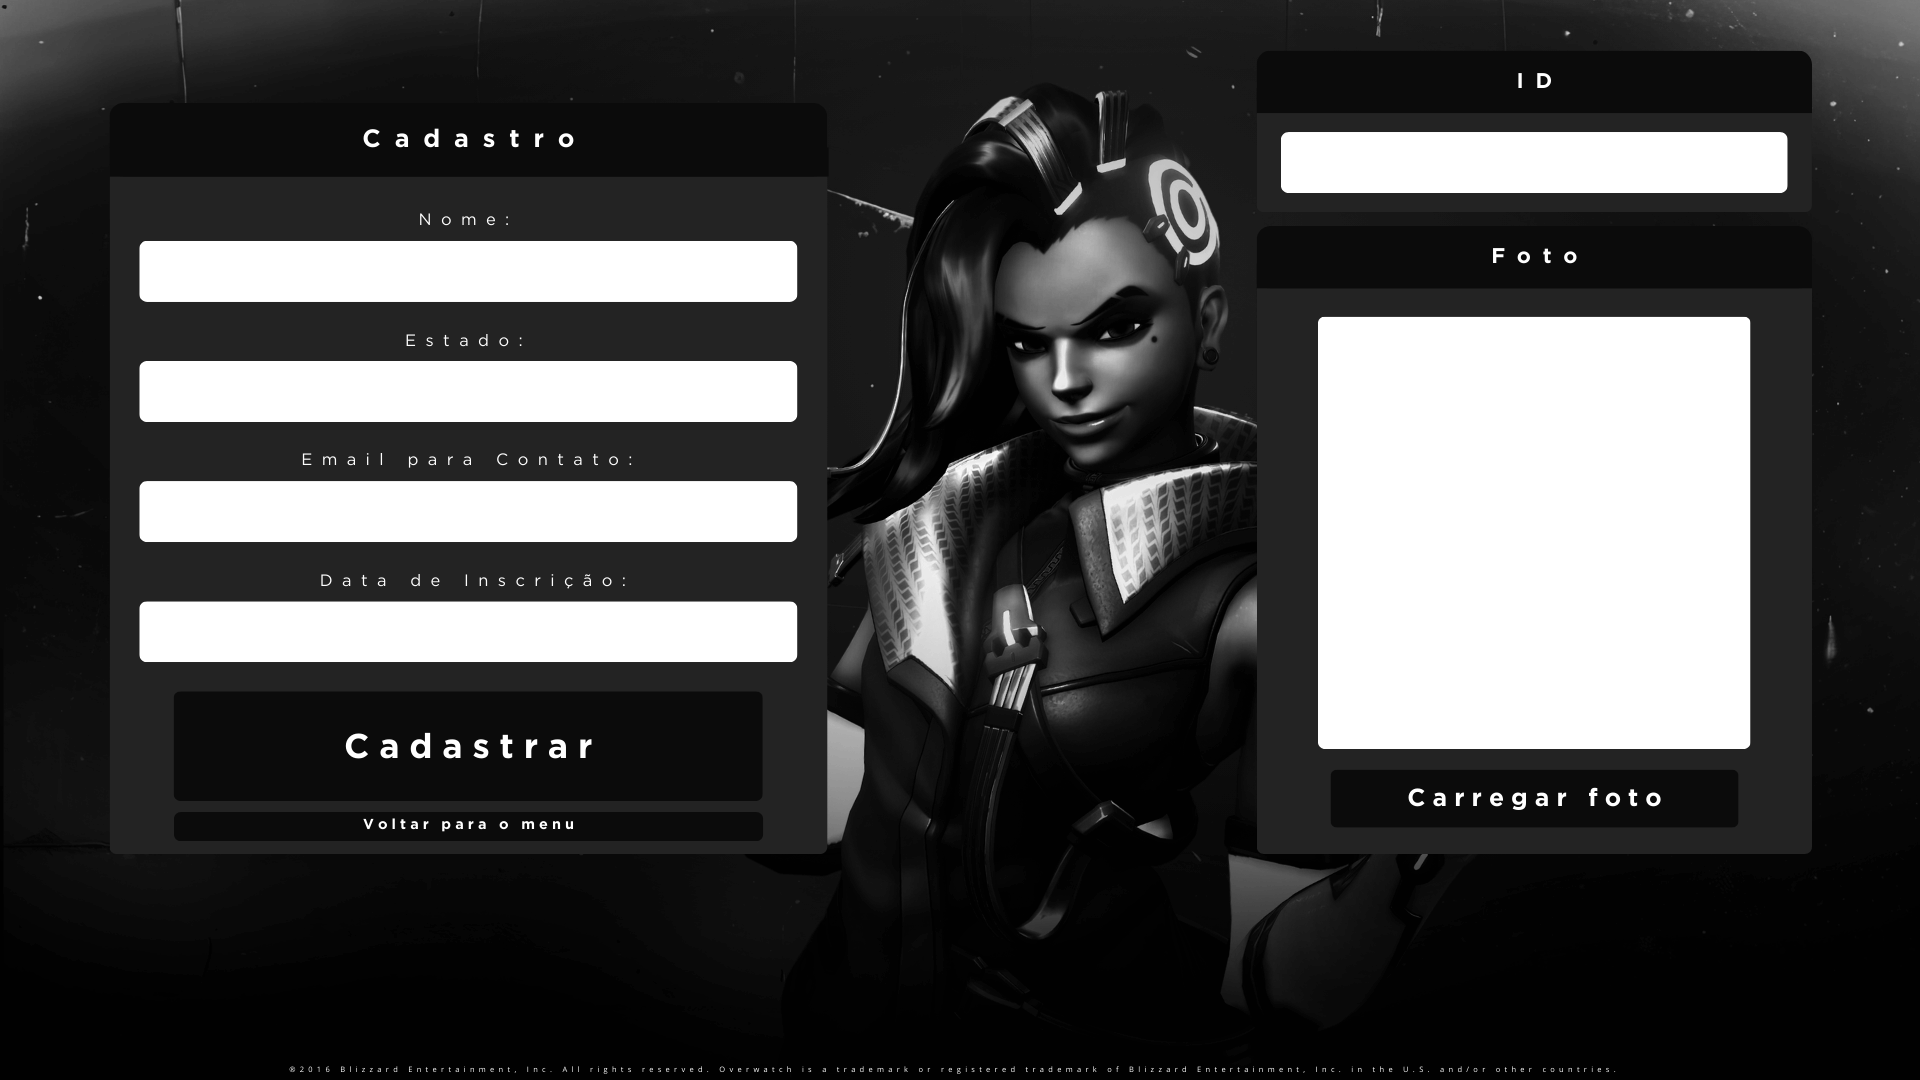 Cadastro
Nome:
Estado:
Email para Contato:
Data de Inscrição:
Cadastrar
Voltar para o menu
ID
Foto
Carregar foto
©2016 Blizzard Entertainment, Inc. All rights reserved. Overwatch is a trademark or registered trademark of Blizzard Entertainment, Inc. in the U.S. and/or other countries.